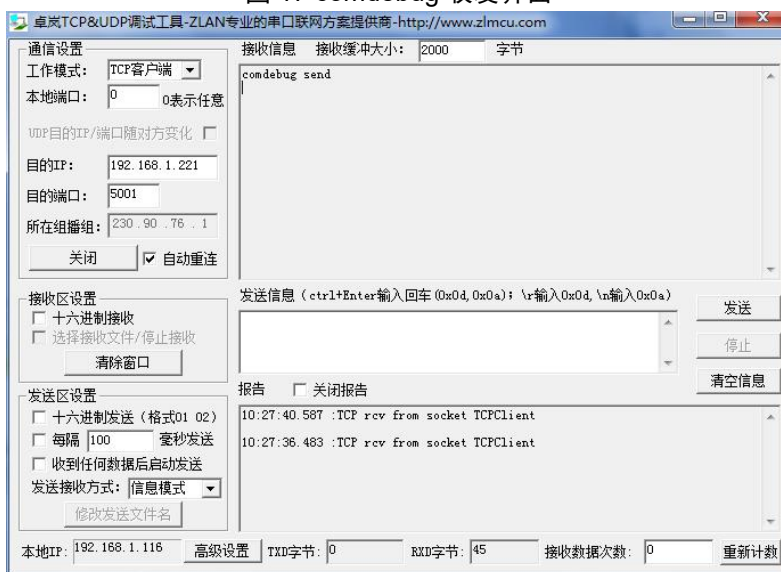 卓岚TCP&UDP调试工具-ZLAN专业的串口联网方案提供商-http://www.zlmcu.com
通信设置
工作模式: TCP客户端
本地端口: 0 0表示任意
UDP目的IP/端口随对方变化
目的IP: 192.168.1.221
目的端口: 5001
所在组播组: 230 .90 .76 .1
关闭 自动重连
接收区设置
十六进制接收
选择接收文件/停止接收
清除窗口
发送区设置
十六进制发送（格式01 02）
每隔 100 毫秒发送
收到任何数据后启动发送
发送接收方式: 信息模式
修改发送文件名
接收信息 接收缓冲大小: 2000 字节
comdebug send
发送信息（ctrl+Enter输入回车(0x0d,0x0a); \r输入0x0d,\n输入0x0a）
发送
停止
清空信息
报告 关闭报告
10:27:40.587 :TCP rcv from socket TCPClient
10:27:36.483 :TCP rcv from socket TCPClient
本地IP: 192.168.1.116 高级设置 TXD字节: 0 RXD字节: 45 接收数据次数: 0 重新计数